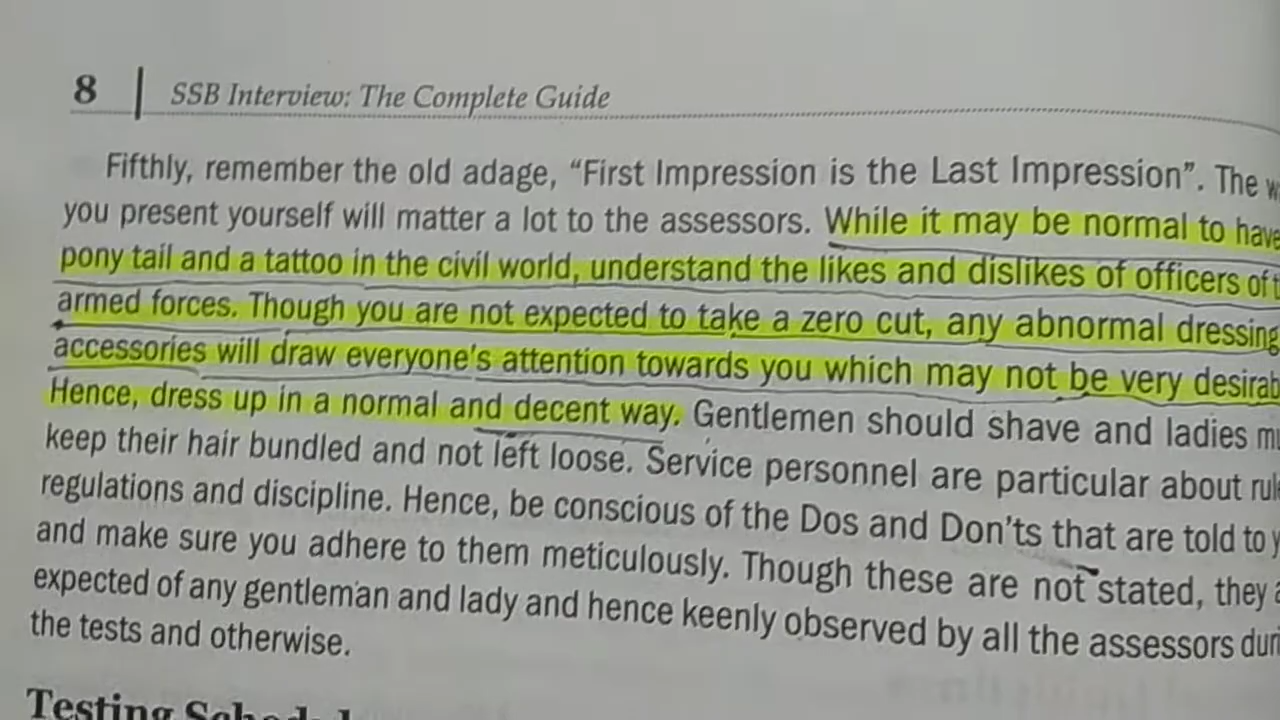 8 | SSB Interview: The Complete Guide
Fifthly, remember the old adage, “First Impression is the Last Impression”. The
you present yourself will matter a lot to the assessors. While it may be normal to have
pony tail and a tattoo in the civil world, understand the likes and dislikes of officers of
armed forces. Though you are not expected to take a zero cut, any abnormal dressing
accessories will draw everyone's attention towards you which may not be very
Hence, dress up in a normal and decent way. Gentlemen should shave and ladies
keep their hair bundled and not left loose. Service personnel are particular about
regulations and discipline. Hence, be conscious of the Dos and Don'ts that are told to
and make sure you adhere to them meticulously. Though these are not stated, they
expected of any gentleman and lady and hence keenly observed by all the assessors
the tests and otherwise.
Testing